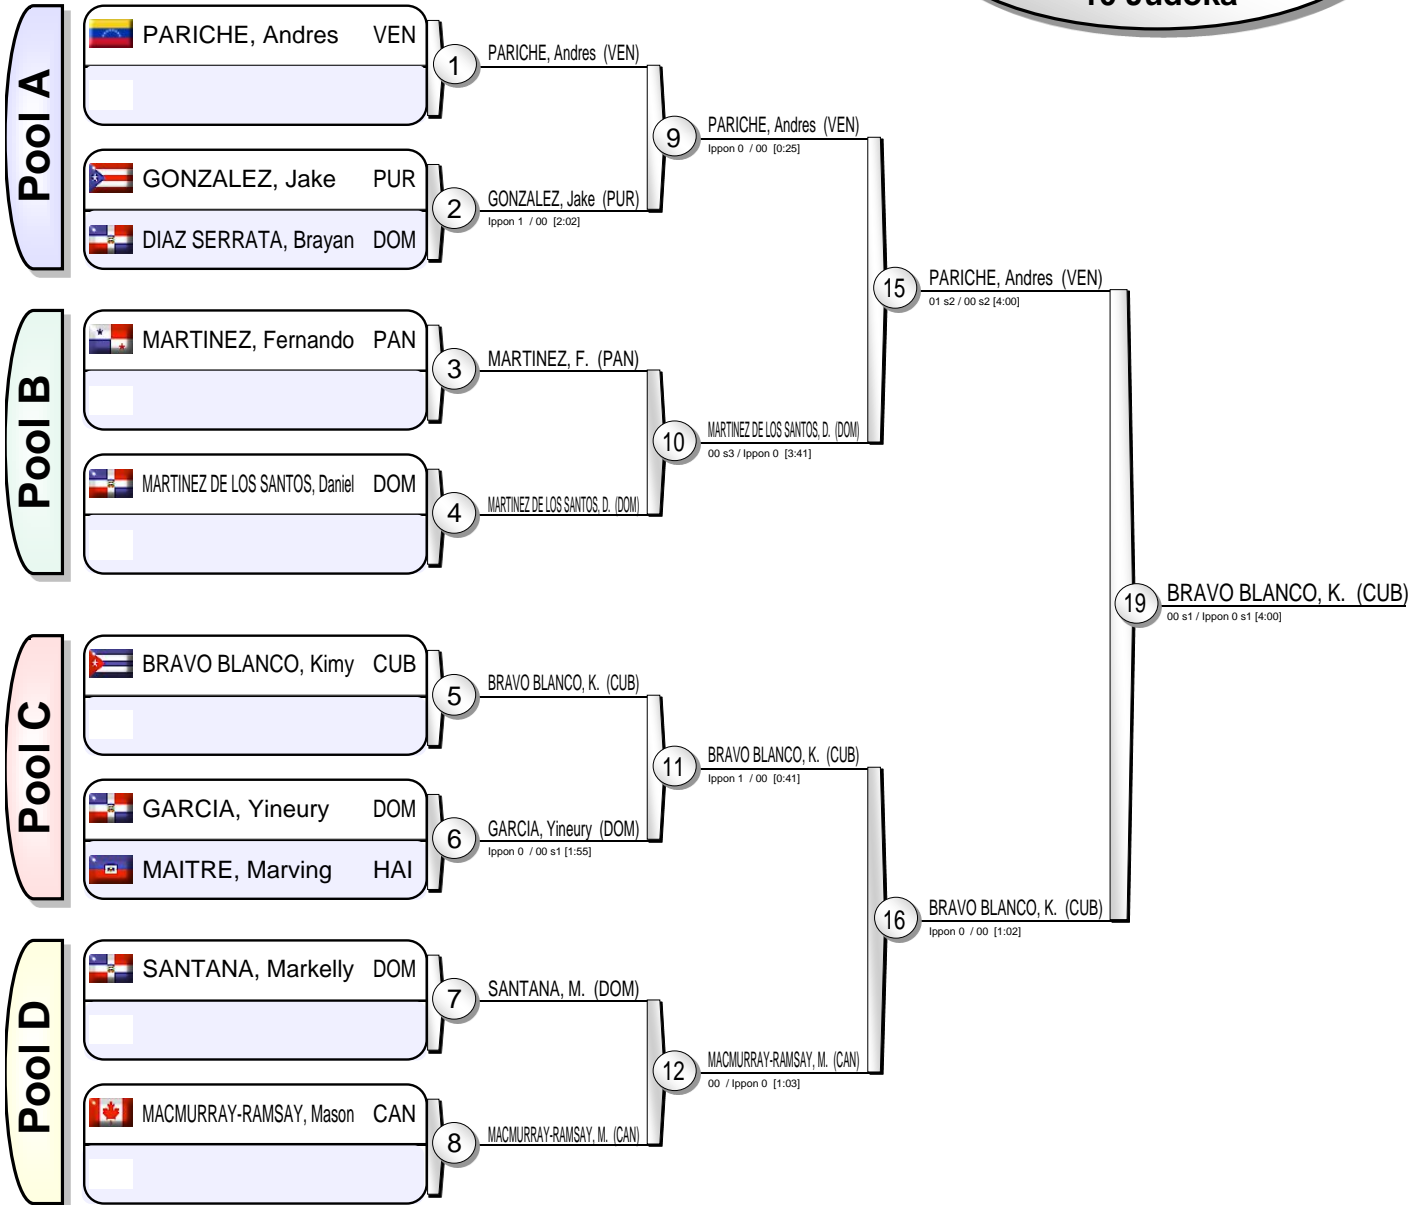 10 Judoka
Pool A
PARICHE, Andres VEN
GONZALEZ, Jake PUR
DIAZ SERRATA, Brayan DOM
1
PARICHE, Andres (VEN)
2
GONZALEZ, Jake (PUR)
Ippon 1 / 00 [2:02]
9
PARICHE, Andres (VEN)
Ippon 0 / 00 [0:25]
Pool B
MARTINEZ, Fernando PAN
MARTINEZ DE LOS SANTOS, Daniel DOM
3
MARTINEZ, F. (PAN)
4
MARTINEZ DE LOS SANTOS, D. (DOM)
10
MARTINEZ DE LOS SANTOS, D. (DOM)
00 s3 / Ippon 0 [3:41]
15
PARICHE, Andres (VEN)
01 s2 / 00 s2 [4:00]
Pool C
BRAVO BLANCO, Kimy CUB
GARCIA, Yineury DOM
MAITRE, Marving HAI
5
BRAVO BLANCO, K. (CUB)
6
GARCIA, Yineury (DOM)
Ippon 0 / 00 s1 [1:55]
11
BRAVO BLANCO, K. (CUB)
Ippon 1 / 00 [0:41]
Pool D
SANTANA, Markelly DOM
MACMURRAY-RAMSAY, Mason CAN
7
SANTANA, M. (DOM)
8
MACMURRAY-RAMSAY, M. (CAN)
12
MACMURRAY-RAMSAY, M. (CAN)
00 / Ippon 0 [1:03]
16
BRAVO BLANCO, K. (CUB)
Ippon 0 / 00 [1:02]
19
BRAVO BLANCO, K. (CUB)
00 s1 / Ippon 0 s1 [4:00]